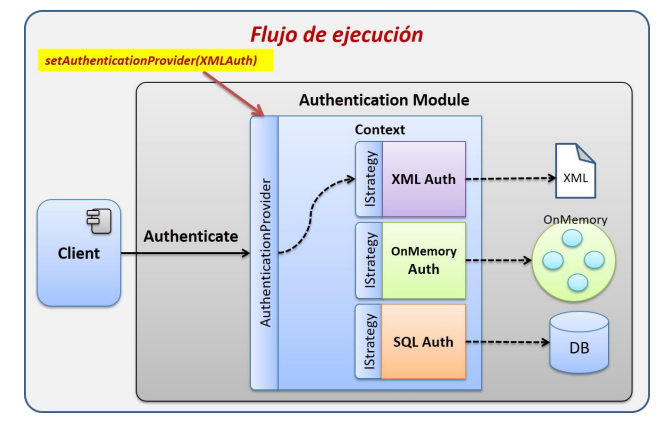 Flujo de ejecución
setAuthenticationProvider(XMLAuth)
Authentication Module
Context
Client
Authenticate
AuthenticationProvider
IStrategy
XML Auth
XML
IStrategy
OnMemory
Auth
OnMemory
IStrategy
SQL Auth
DB